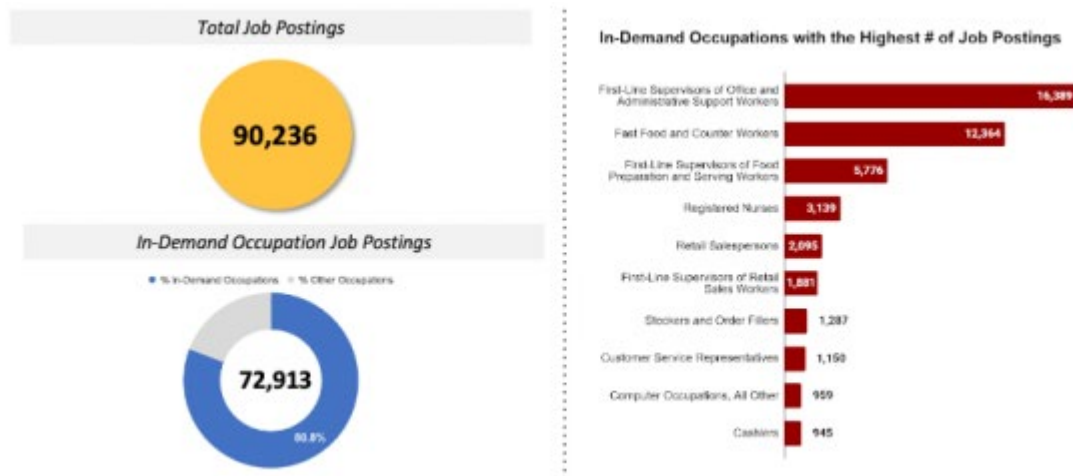 Total Job Postings
90,236
In-Demand Occupation Job Postings
% In-Demand Occupations % Other Occupations
72,913
80.8%
In-Demand Occupations with the Highest # of Job Postings
First-Line Supervisors of Office and
Administrative Support Workers
16,389
Fast Food and Counter Workers
12,364
First-Line Supervisors of Food
Preparation and Serving Workers
5,776
Registered Nurses
3,139
Retail Salespersons
2,095
First-Line Supervisors of Retail
Sales Workers
1,881
Stockers and Order Fillers
1,287
Customer Service Representatives
1,150
Computer Occupations, All Other
959
Cashiers
945